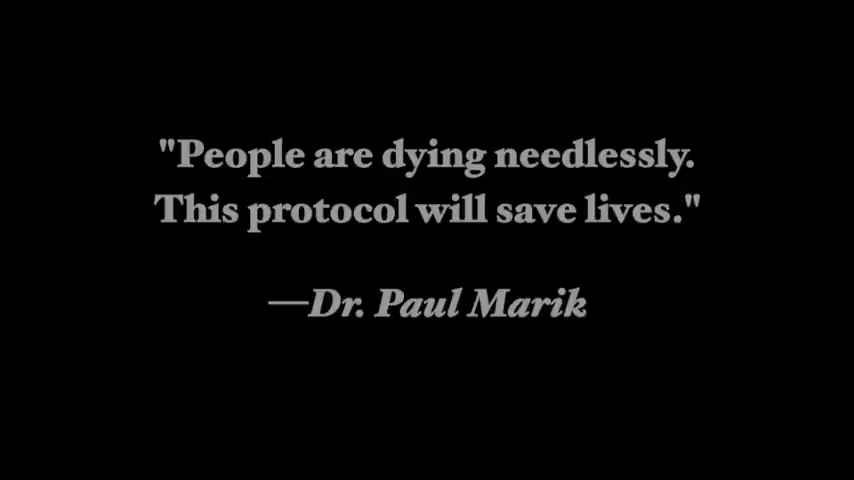 "People are dying needlessly.
This protocol will save lives."
—Dr. Paul Marik